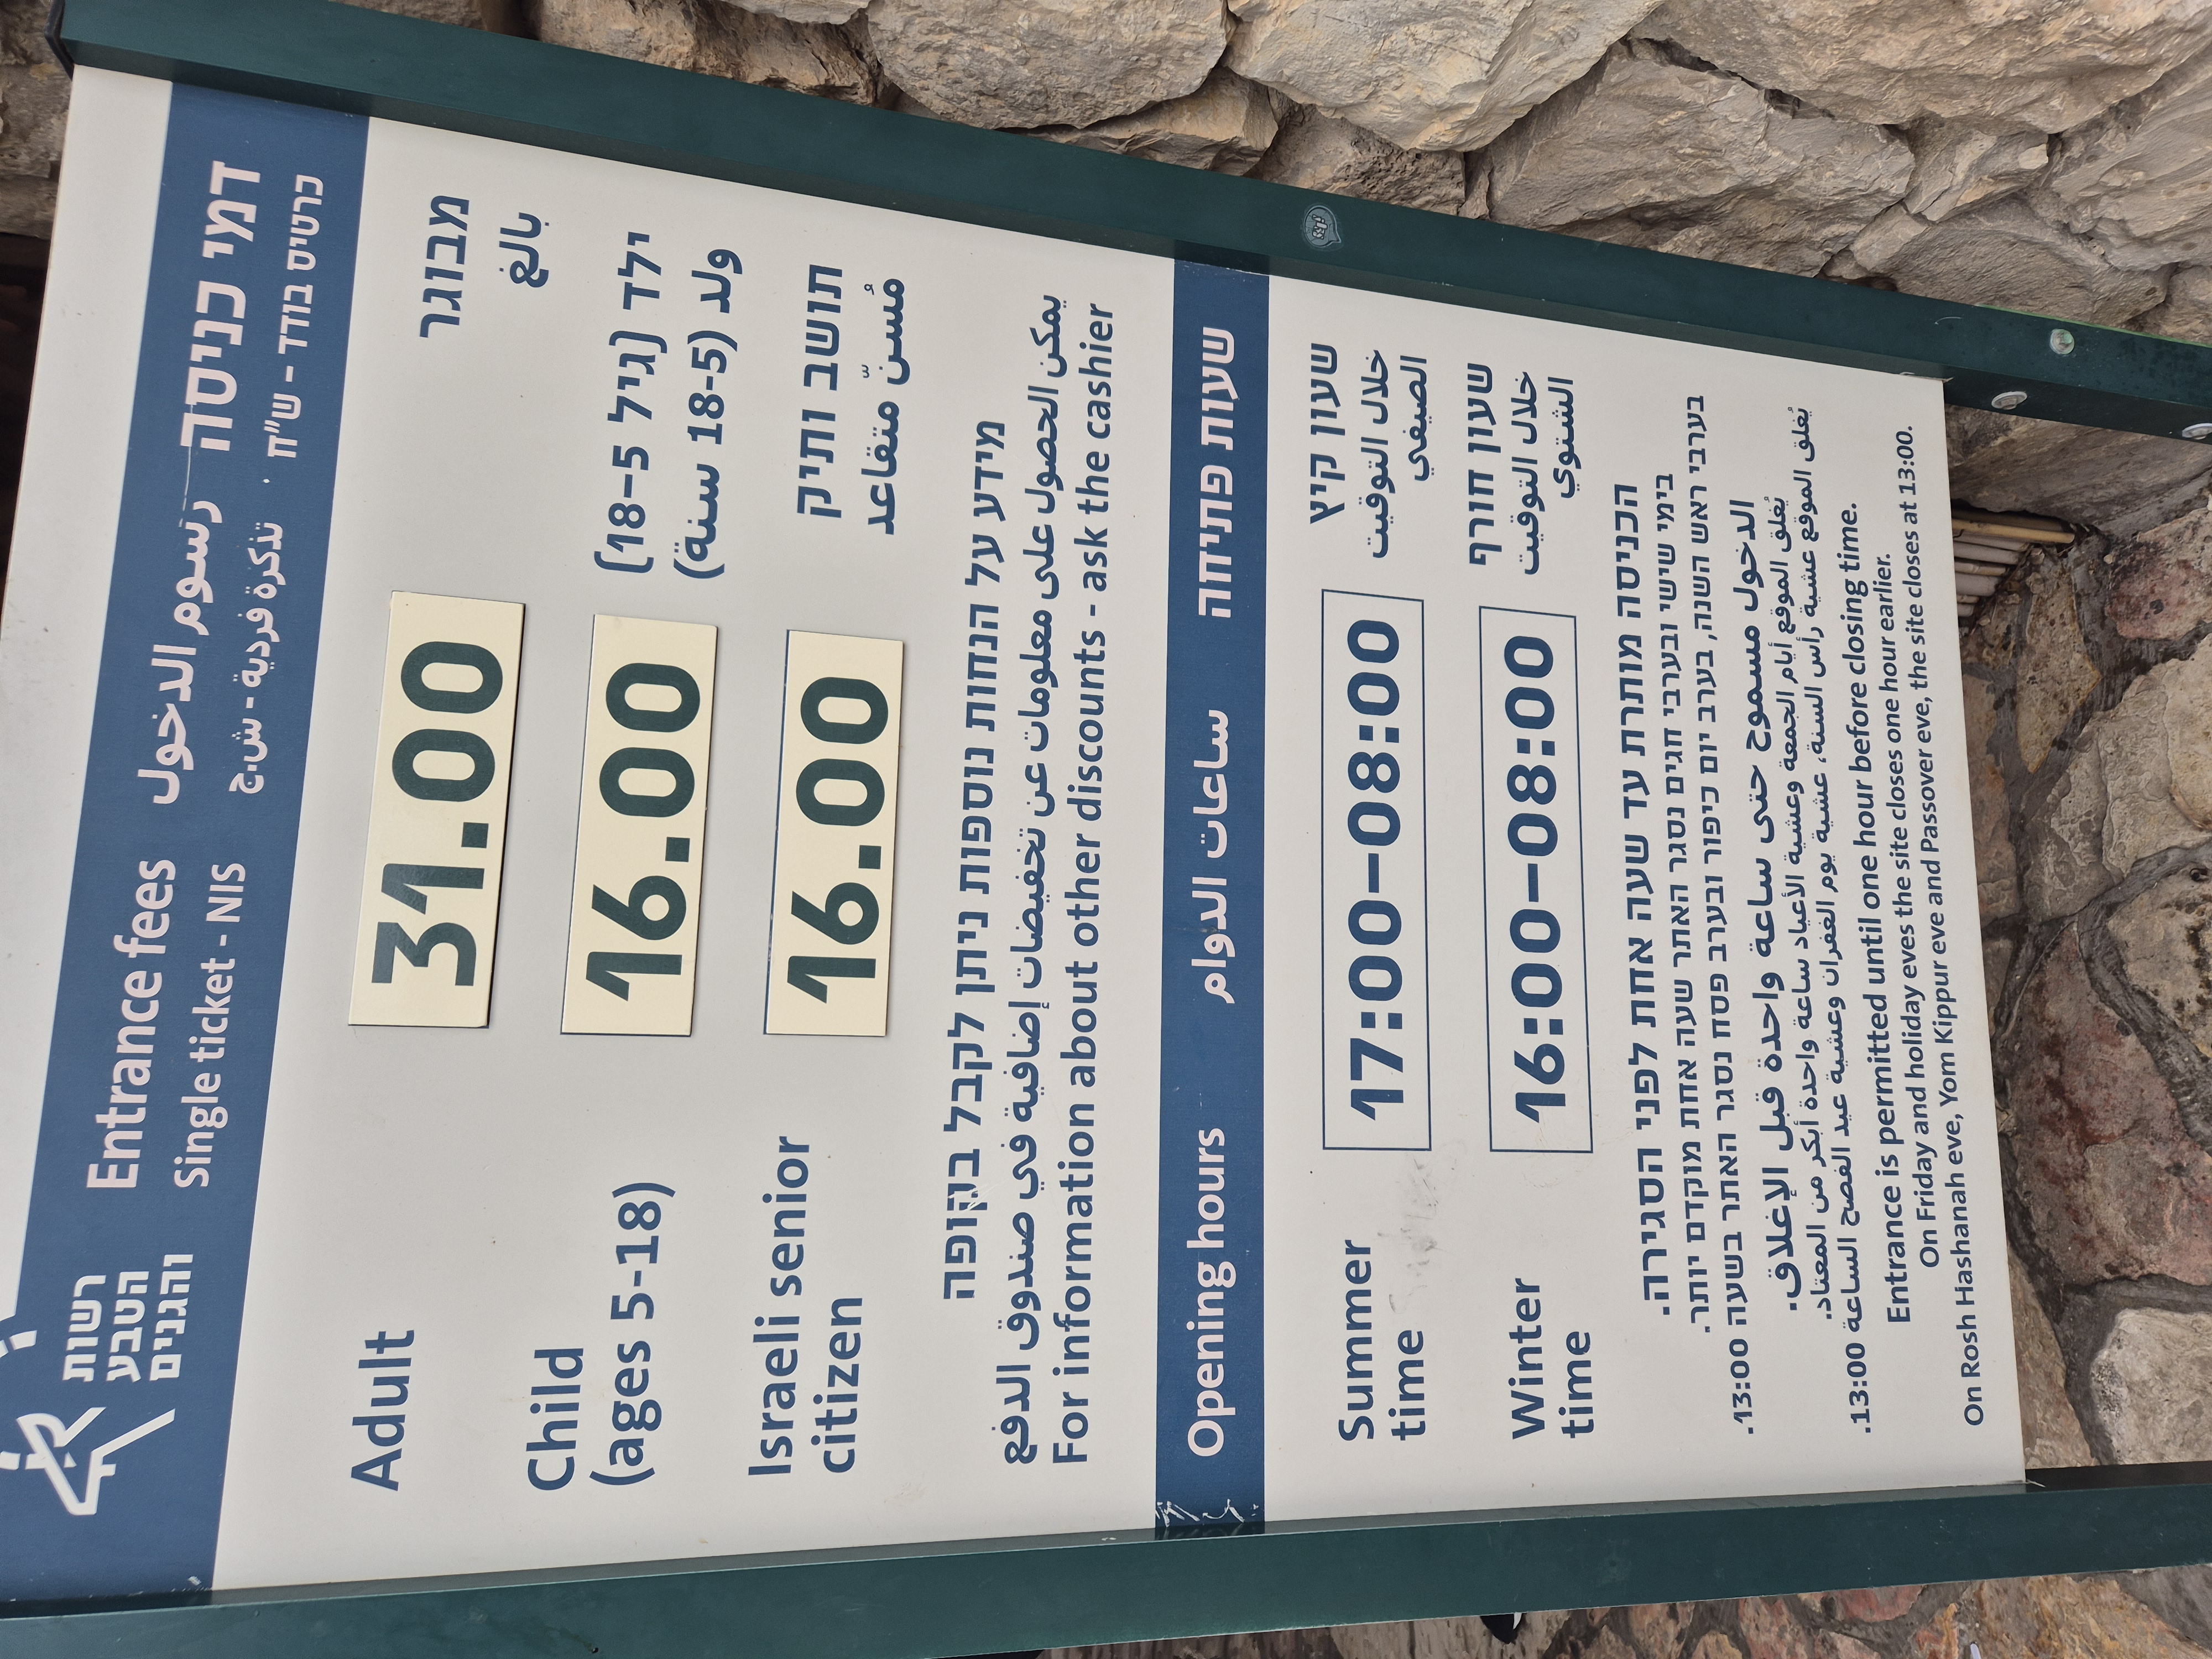 רשות
הטבע
והגנים
Entrance fees رسوم الدخول דמי כניסה
Single ticket - NIS تذكرة فردية - ش.ج כרטיס בודד - ש"ח
Adult 31.00 מבוגר
بالغ
Child 16.00 ילד (גיל 5–18)
(ages 5-18) ولد (5-18 سنة)
Israeli senior 16.00 תושב ותיק
citizen مُسنّ متقاعد
מידע על הנחות נוספות ניתן לקבל בקופה
يمكن الحصول على معلومات عن تخفيضات إضافية في صندوق الدفع
For information about other discounts - ask the cashier
Opening hours ساعات الدوام שעות פתיחה
Summer 17:00–08:00 שעון קיץ
time خلال التوقيت
الصيفي
Winter 16:00–08:00 שעון חורף
time خلال التوقيت
الشتوي
הכניסה מותרת עד שעה אחת לפני הסגירה.
בימי שישי ובערבי חגים נסגר האתר שעה אחת מוקדם יותר.
בערבי ראש השנה, בערב יום כיפור ובערב פסח נסגר האתר בשעה 13:00.
الدخول مسموح حتى ساعة واحدة قبل الإغلاق.
يُغلق الموقع أيام الجمعة وعشية الأعياد ساعة واحدة أبكر من المعتاد.
يُغلق الموقع عشية رأس السنة، عشية يوم الغفران وعشية عيد الفصح الساعة 13:00.
Entrance is permitted until one hour before closing time.
On Friday and holiday eves the site closes one hour earlier.
On Rosh Hashanah eve, Yom Kippur eve and Passover eve, the site closes at 13:00.